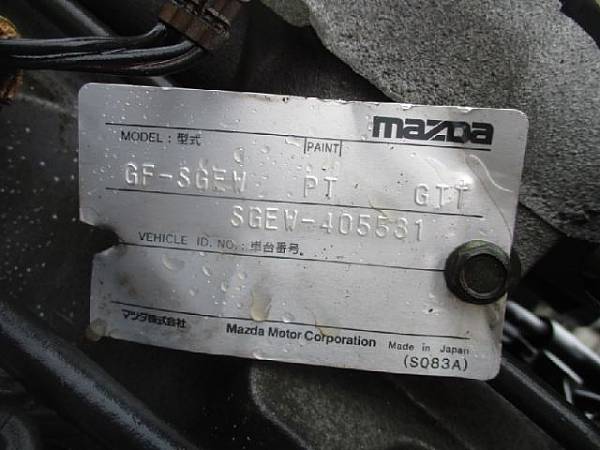 mazda
MODEL : 型式 PAINT
GF-SGEW PT GTT
SGEW-405581
VEHICLE ID. NO. : 車台番号
マツダ株式会社 Mazda Motor Corporation Made in Japan
(S083A)